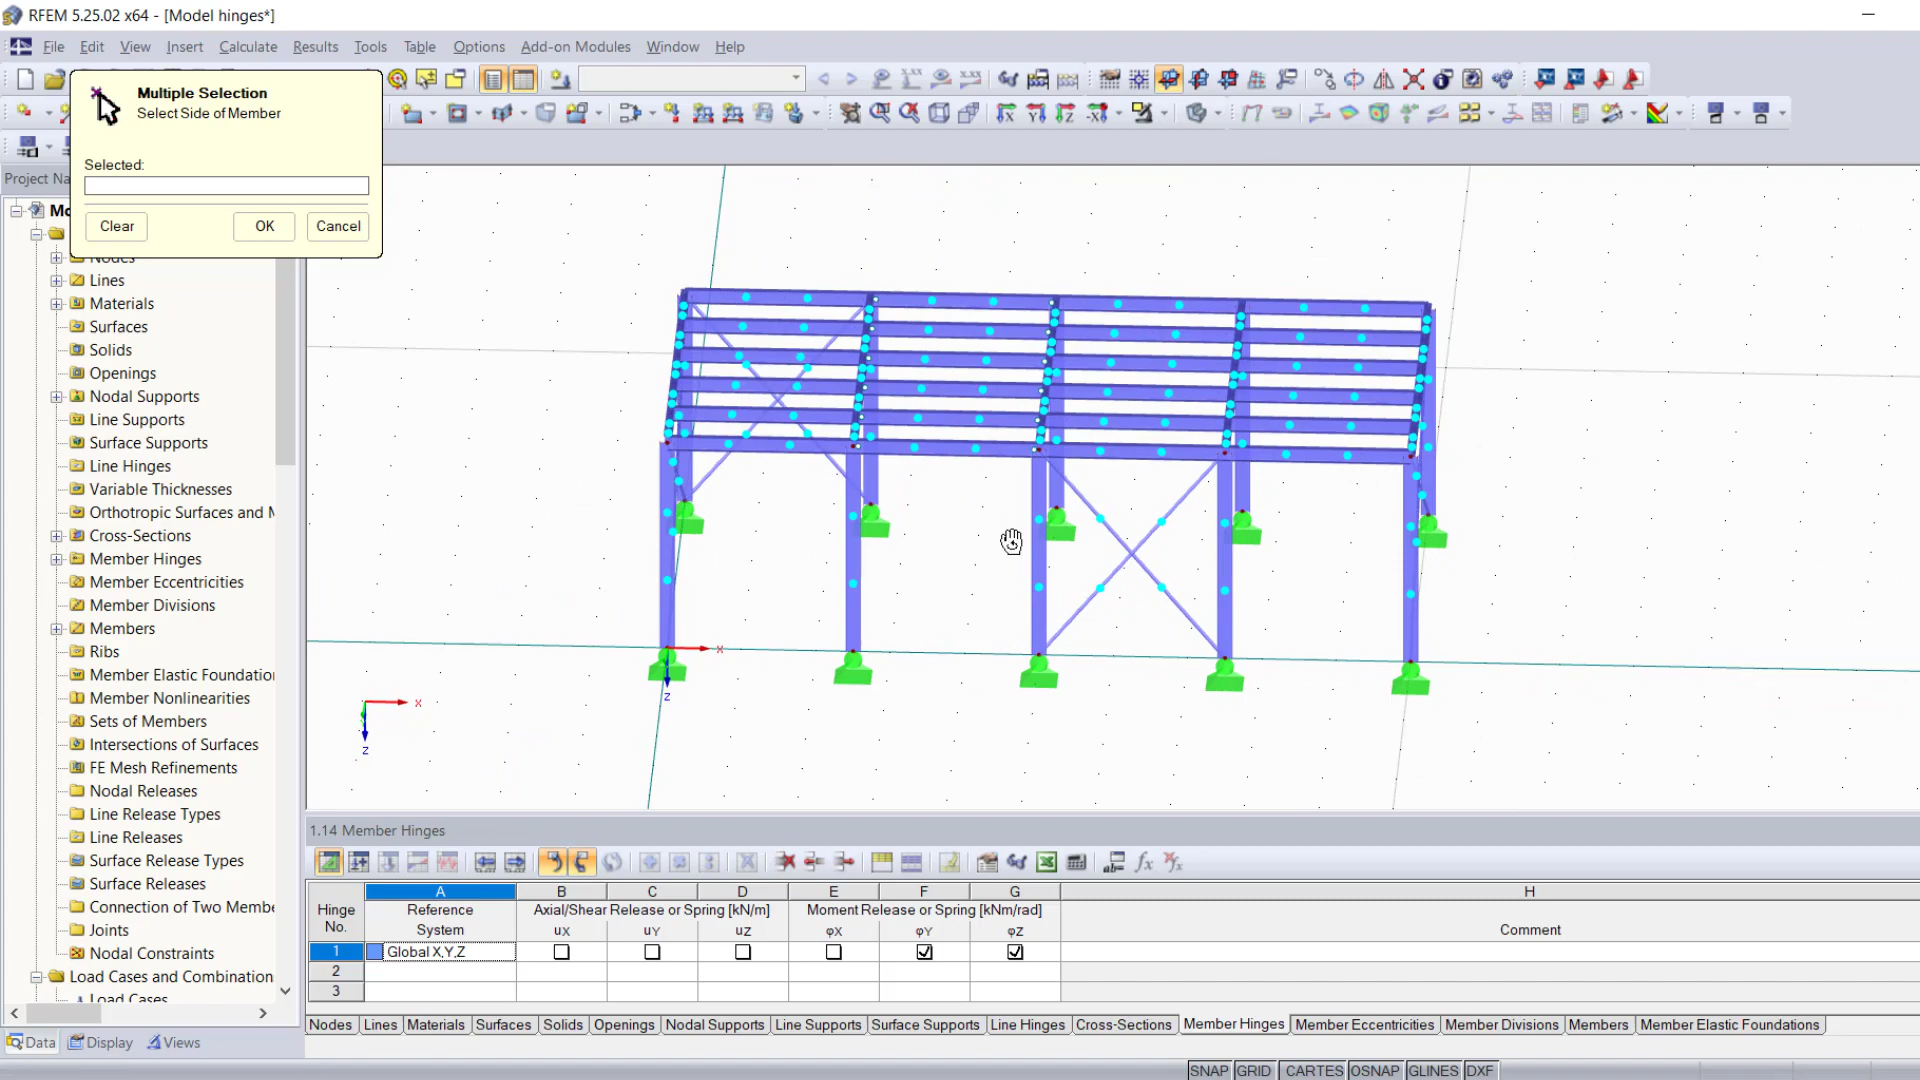 RFEM 5.25.02 x64 - [Model hinges*]
File Edit View Insert Calculate Results Tools Table Options Add-on Modules Window Help
Multiple Selection
Select Side of Member
Selected:
Clear OK Cancel
Project Na
Mo
Nodes
Lines
Materials
Surfaces
Solids
Openings
Nodal Supports
Line Supports
Surface Supports
Line Hinges
Variable Thicknesses
Orthotropic Surfaces and M
Cross-Sections
Member Hinges
Member Eccentricities
Member Divisions
Members
Ribs
Member Elastic Foundation
Member Nonlinearities
Sets of Members
Intersections of Surfaces
FE Mesh Refinements
Nodal Releases
Line Release Types
Line Releases
Surface Release Types
Surface Releases
Connection of Two Membe
Joints
Nodal Constraints
Load Cases and Combination
Load Cases
Data Display Views
X
Z
X
Z
1.14 Member Hinges
A B C D E F G H
Hinge Reference Axial/Shear Release or Spring [kN/m] Moment Release or Spring [kNm/rad]
No. System uX uY uZ φX φY φZ Comment
1 Global X,Y,Z
2
3
Nodes Lines Materials Surfaces Solids Openings Nodal Supports Line Supports Surface Supports Line Hinges Cross-Sections Member Hinges Member Eccentricities Member Divisions Members Member Elastic Foundations
SNAP GRID CARTES OSNAP GLINES DXF